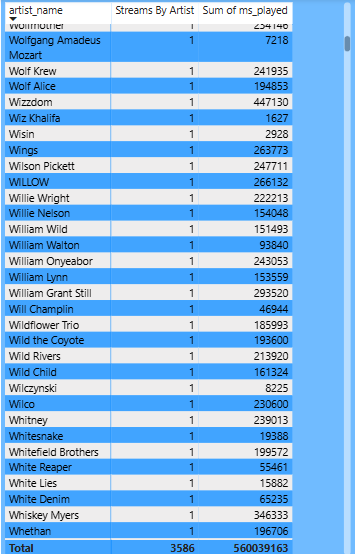 artist_name Streams By Artist Sum of ms_played
Wolfmother 1 234146
Wolfgang Amadeus 1 7218
Mozart
Wolf Krew 1 241935
Wolf Alice 1 194853
Wizzdom 1 447130
Wiz Khalifa 1 1627
Wisin 1 2928
Wings 1 263773
Wilson Pickett 1 247711
WILLOW 1 266132
Willie Wright 1 222213
Willie Nelson 1 154048
William Wild 1 151493
William Walton 1 93840
William Onyeabor 1 243053
William Lynn 1 153559
William Grant Still 1 293520
Will Champlin 1 46944
Wildflower Trio 1 185993
Wild the Coyote 1 193600
Wild Rivers 1 213920
Wild Child 1 161324
Wilczynski 1 8225
Wilco 1 230600
Whitney 1 239013
Whitesnake 1 19388
Whitefield Brothers 1 199572
White Reaper 1 55461
White Lies 1 15882
White Denim 1 65235
Whiskey Myers 1 346333
Whethan 1 196706
Total 3586 560039163